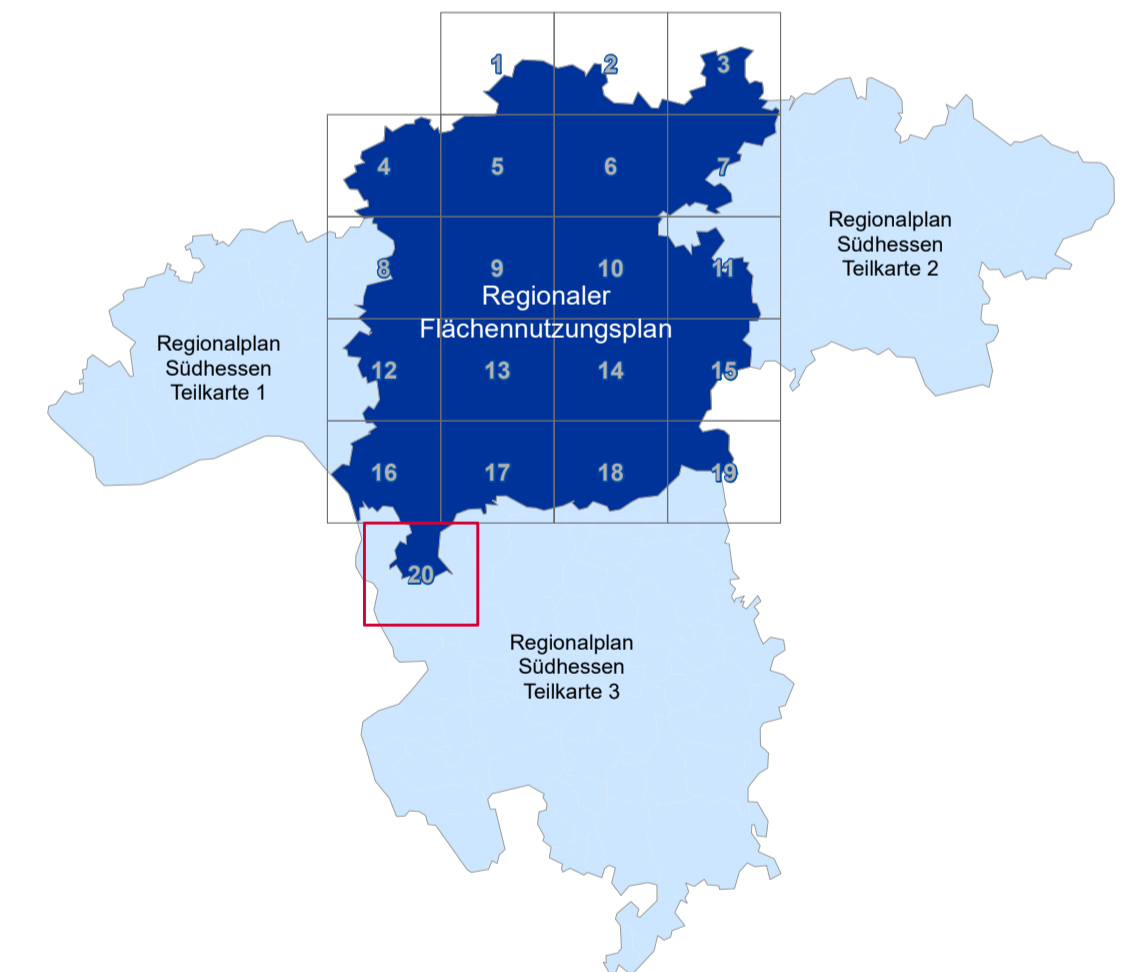 1
2
3
4
5
6
7
Regionalplan
Südhessen
Teilkarte 2
8
9
10
11
Regionaler
Flächennutzungsplan
Regionalplan
Südhessen
Teilkarte 1
12
13
14
15
16
17
18
19
20
Regionalplan
Südhessen
Teilkarte 3